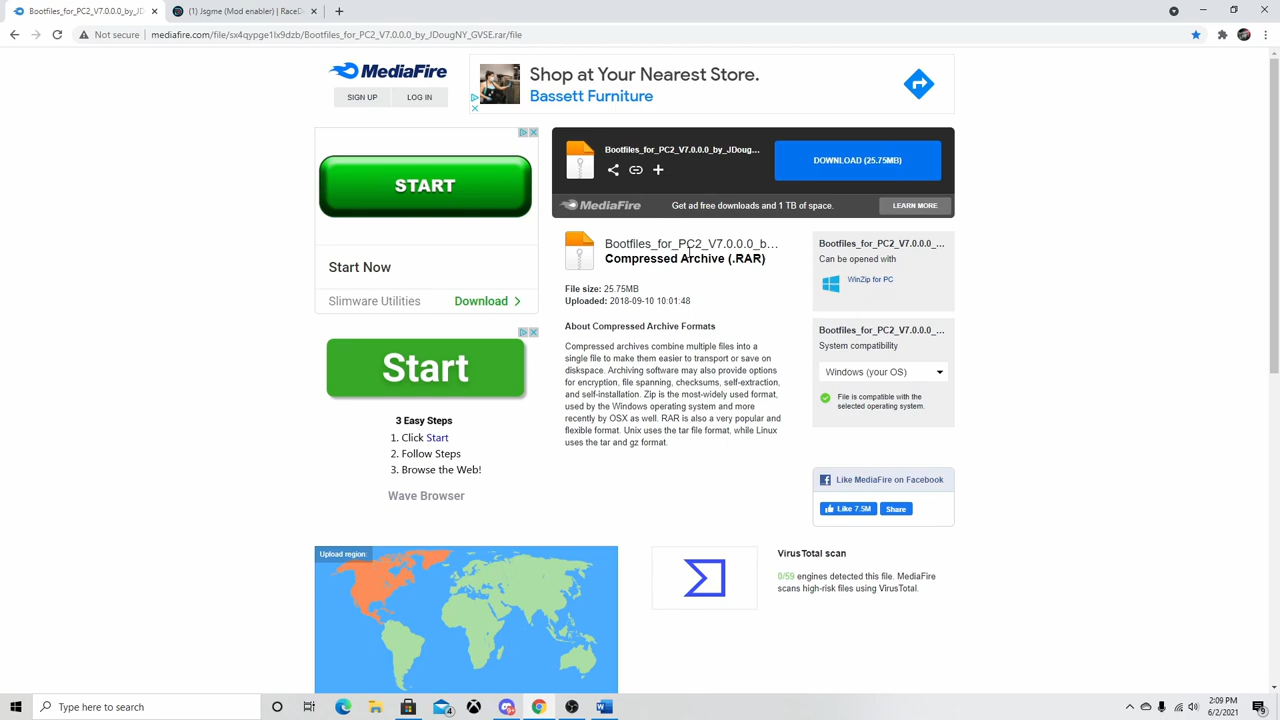 Bootfiles_for_PC2_V7.0.0.0_by_J
Jsgme (Mod enabler) | RaceD
Not secure | mediafire.com/file/sx4qypge1lx9dzb/Bootfiles_for_PC2_V7.0.0.0_by_JDougNY_GVSE.rar/file
MediaFire
SIGN UP LOG IN
Shop at Your Nearest Store.
Bassett Furniture
START
Start Now
Slimware Utilities Download
Start
3 Easy Steps
1. Click Start
2. Follow Steps
3. Browse the Web!
Wave Browser
Bootfiles_for_PC2_V7.0.0.0_by_JDoug...
DOWNLOAD (25.75MB)
MediaFire Get ad free downloads and 1 TB of space. LEARN MORE
Bootfiles_for_PC2_V7.0.0.0_b...
Compressed Archive (.RAR)
File size: 25.75MB
Uploaded: 2018-09-10 10:01:48
About Compressed Archive Formats
Compressed archives combine multiple files into a
single file to make them easier to transport or save on
diskspace. Archiving software may also provide options
for encryption, file spanning, checksums, self-extraction,
and self-installation. Zip is the most-widely used format,
used by the Windows operating system and more
recently by OSX as well. RAR is also a very popular and
flexible format. Unix uses the tar file format, while Linux
uses the tar and gz format.
Bootfiles_for_PC2_V7.0.0.0_...
Can be opened with
WinZip for PC
Bootfiles_for_PC2_V7.0.0.0_...
System compatibility
Windows (your OS)
File is compatible with the
selected operating system.
Like MediaFire on Facebook
Like 7.5M Share
Upload region:
VirusTotal scan
0/59 engines detected this file. MediaFire
scans high-risk files using VirusTotal.
Type here to search
4
2:09 PM
6/2/2021
9